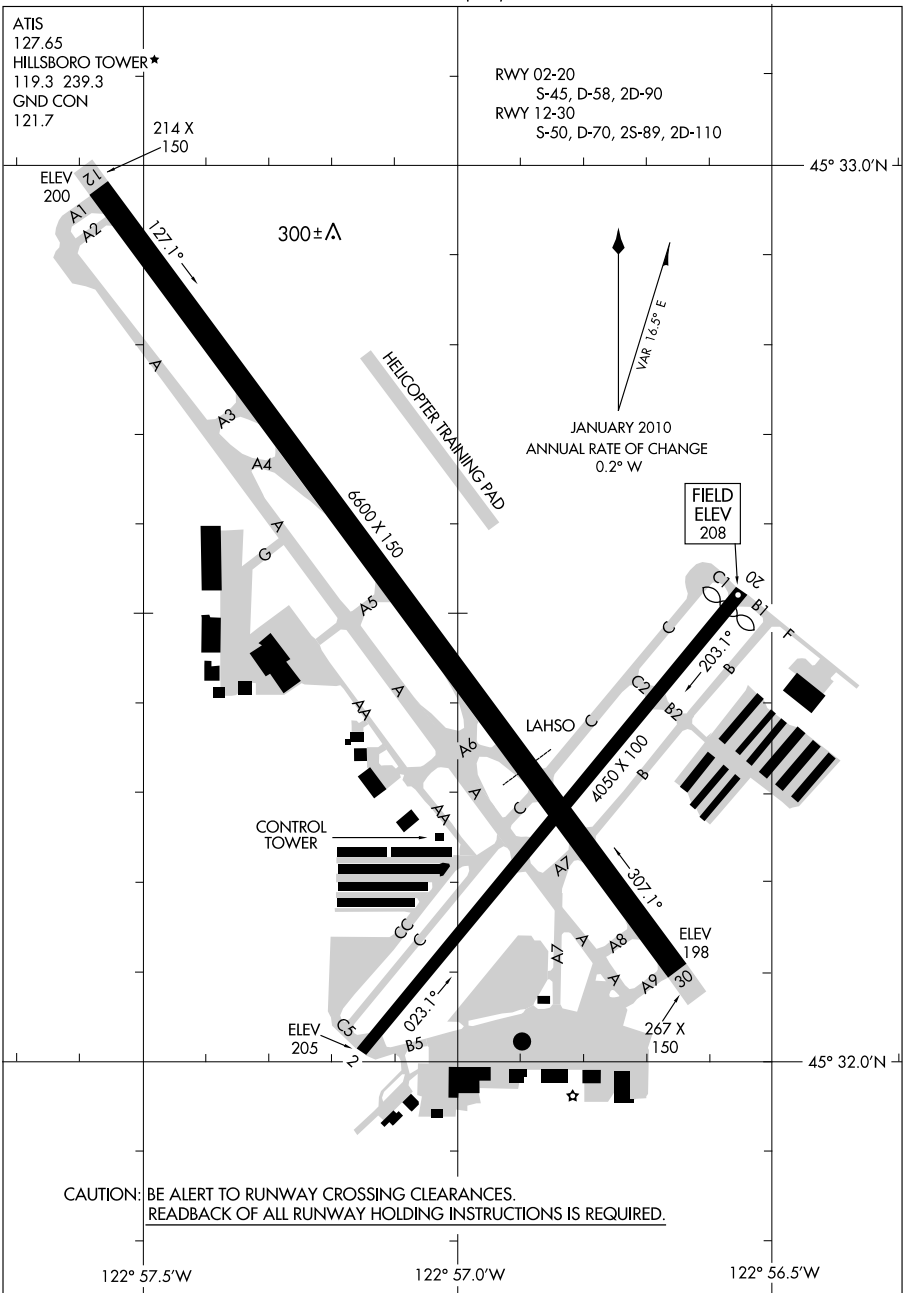 ATIS
127.65
HILLSBORO TOWER★
119.3 239.3
GND CON
121.7
RWY 02-20
S-45, D-58, 2D-90
RWY 12-30
S-50, D-70, 2S-89, 2D-110
214 X
150
45° 33.0'N
ELEV
200
12
A1
A2
127.1°
300±
VAR 16.5° E
A
HELICOPTER TRAINING PAD
JANUARY 2010
ANNUAL RATE OF CHANGE
0.2° W
A3
A4
6600 X 150
FIELD
ELEV
208
A
G
C1
20
B1
F
A5
C
203.1°
B
A
C2
AA
C
B2
A6
LAHSO
4050 X 100
B
A
C
AA
CONTROL
TOWER
A7
307.1°
CC
C
A7
A
A8
ELEV
198
A
A9
30
023.1°
C5
ELEV
205
2
B5
267 X
150
45° 32.0'N
CAUTION: BE ALERT TO RUNWAY CROSSING CLEARANCES.
READBACK OF ALL RUNWAY HOLDING INSTRUCTIONS IS REQUIRED.
122° 57.5'W
122° 57.0'W
122° 56.5'W